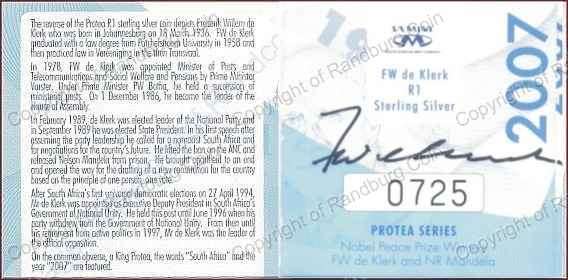 The reverse of the Protea R1 sterling silver coin depicts Frederik Willem de
Klerk who was born in Johannesburg on 18 March 1936. FW de Klerk
graduated with a law degree from Potchefstroom University in 1958 and
then practiced law in Vereeniging in the then Transvaal.
In 1978, FW de Klerk was appointed Minister of Posts and
Telecommunications and Social Welfare and Pensions by Prime Minister
Vorster. Under Prime Minister PW Botha, he held a succession of
ministerial posts. On 1 December 1986, he became the leader of the
House of Assembly.
In February 1989, de Klerk was elected leader of the National Party and
in September 1989 he was elected State President. In his first speech after
assuming the party leadership he called for a nonracist South Africa and
for negotiations for the country's future. He lifted the ban on the ANC and
released Nelson Mandela from prison. He brought apartheid to an end
and opened the way for the drafting of a new constitution for the country
based on the principle of one person, one vote.
After South Africa's first universal democratic elections on 27 April 1994,
Mr de Klerk was appointed as Executive Deputy President in South Africa's
Government of National Unity. He held this post until June 1996 when his
party withdrew from the Government of National Unity. From then until
his retirement from active politics in 1997, Mr de Klerk was the leader of
the official opposition.
On the common obverse, a King Protea, the words "South Africa" and the
year "2007" are featured.
SA MINT
FW de Klerk
R1
Sterling Silver
2007
0725
PROTEA SERIES
Nobel Peace Prize Winners
FW de Klerk and NR Mandela
Copyright of Randburg Coin